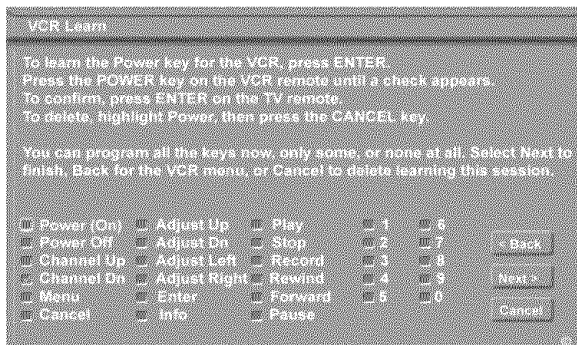 VCR Learn
To learn the Power key for the VCR, press ENTER.
Press the POWER key on the VCR remote until a check appears.
To confirm, press ENTER on the TV remote.
To delete, highlight Power, then press the CANCEL key.
You can program all the keys now, only some, or none at all. Select Next to
finish, Back for the VCR menu, or Cancel to delete learning this session.
Power (On) Adjust Up Play 1 6
Power Off Adjust Dn Stop 2 7
< Back
Channel Up Adjust Left Record 3 8
Channel Dn Adjust Right Rewind 4 9
Next >
Menu Enter Forward 5 0
Cancel Info Pause
Cancel